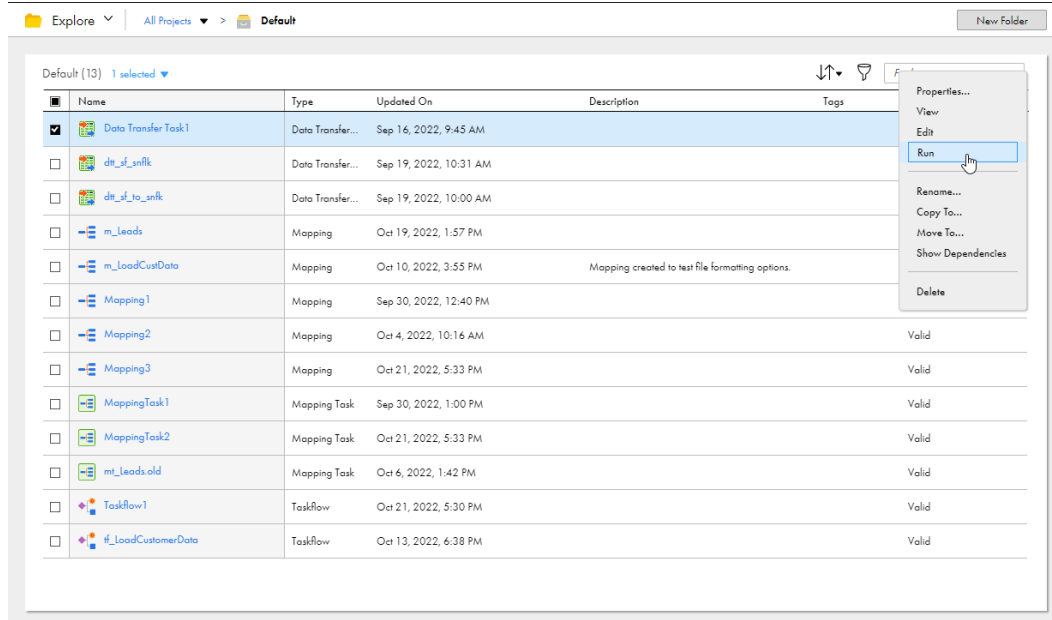 Explore All Projects > Default New Folder
Default (13) 1 selected
Name Type Updated On Description Tags
Data Transfer Task1 Data Transfer... Sep 16, 2022, 9:45 AM
dtt_sf_snflk Data Transfer... Sep 19, 2022, 10:31 AM
dtt_sf_to_snfk Data Transfer... Sep 19, 2022, 10:00 AM
m_Leads Mapping Oct 19, 2022, 1:57 PM
m_LoadCustData Mapping Oct 10, 2022, 3:55 PM Mapping created to test file formatting options.
Mapping1 Mapping Sep 30, 2022, 12:40 PM
Mapping2 Mapping Oct 4, 2022, 10:16 AM Valid
Mapping3 Mapping Oct 21, 2022, 5:33 PM Valid
MappingTask1 Mapping Task Sep 30, 2022, 1:00 PM Valid
MappingTask2 Mapping Task Oct 21, 2022, 5:33 PM Valid
mt_Leads.old Mapping Task Oct 6, 2022, 1:42 PM Valid
Taskflow1 Taskflow Oct 21, 2022, 5:30 PM Valid
tf_LoadCustomerData Taskflow Oct 13, 2022, 6:38 PM Valid
Properties...
View
Edit
Run
Rename...
Copy To...
Move To...
Show Dependencies
Delete